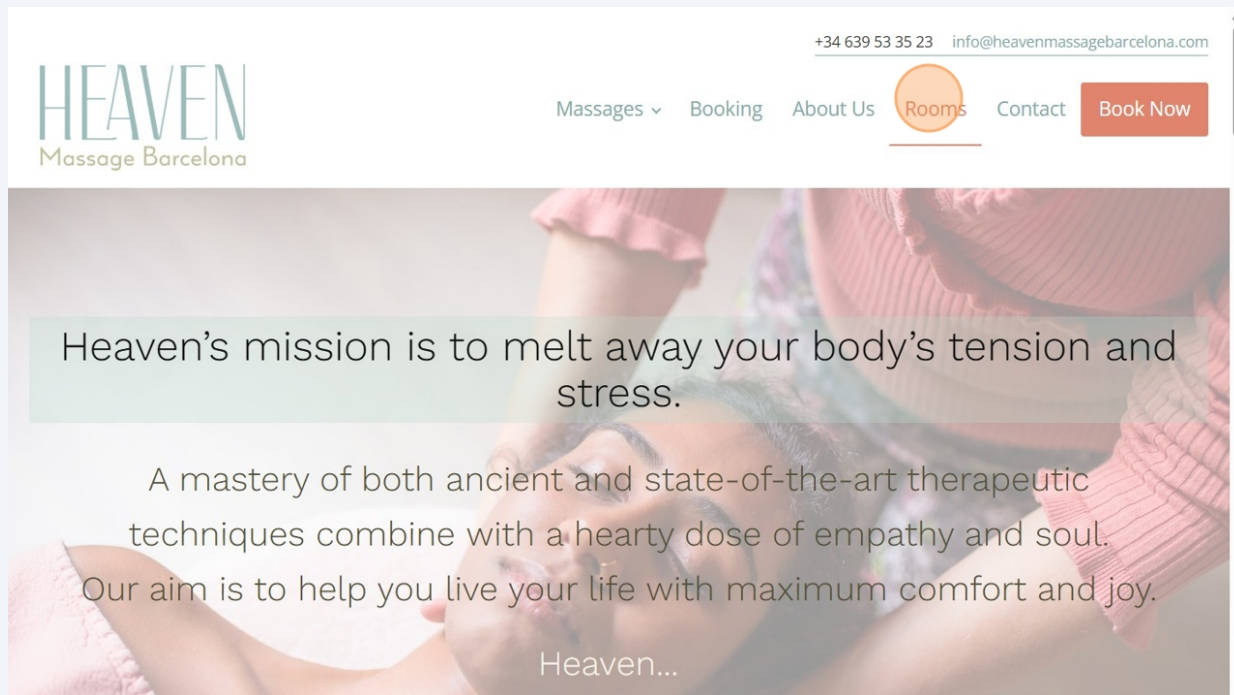 +34 639 53 35 23 info@heavenmassagebarcelona.com
HEAVEN
Massage Barcelona
Massages Booking About Us Rooms Contact Book Now
Heaven’s mission is to melt away your body’s tension and
stress.
A mastery of both ancient and state-of-the-art therapeutic
techniques combine with a hearty dose of empathy and soul.
Our aim is to help you live your life with maximum comfort and joy.
Heaven...